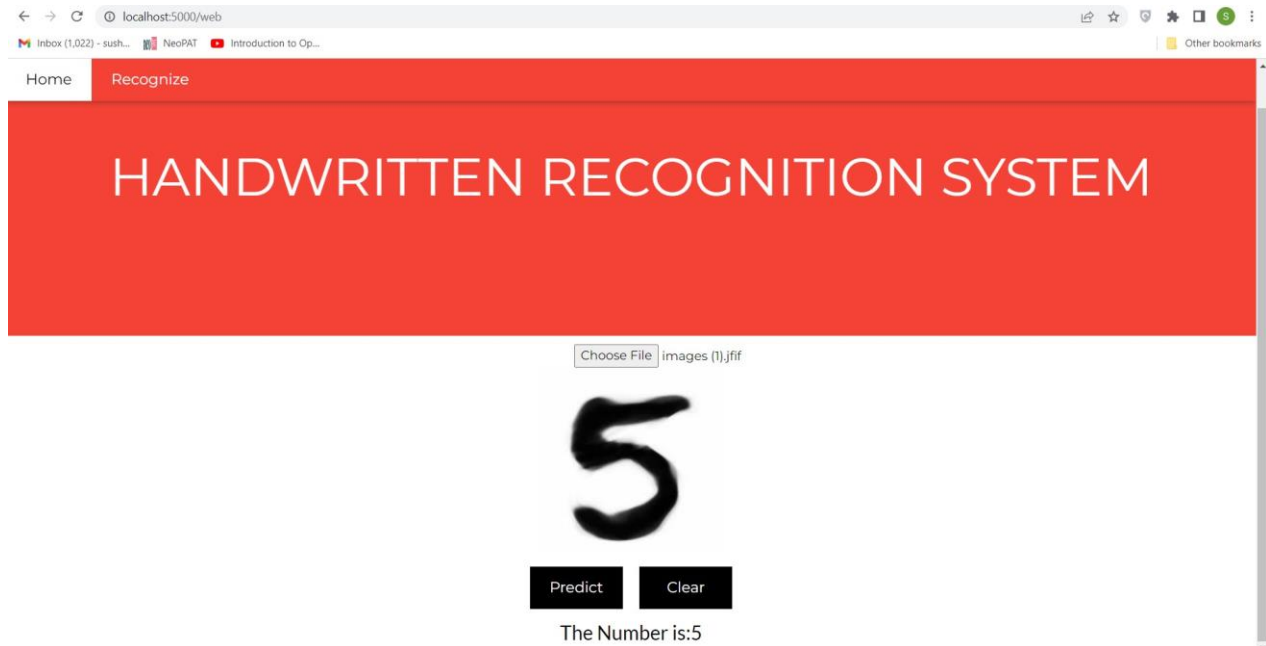 localhost:5000/web
Inbox (1,022) - sush... NeoPAT Introduction to Op... Other bookmarks
Home Recognize
HANDWRITTEN RECOGNITION SYSTEM
Choose File images (1).jfif
5
Predict Clear
The Number is:5